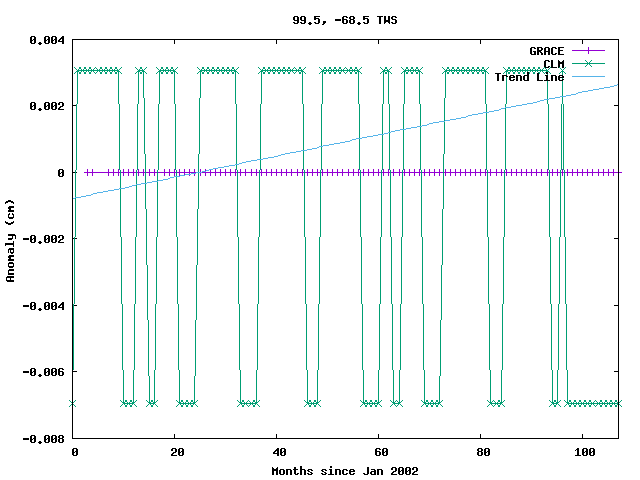 99.5, -68.5 TWS
GRACE
CLM
Trend Line
0.004
0.002
0
-0.002
-0.004
-0.006
-0.008
Anomaly (cm)
0 20 40 60 80 100
Months since Jan 2002